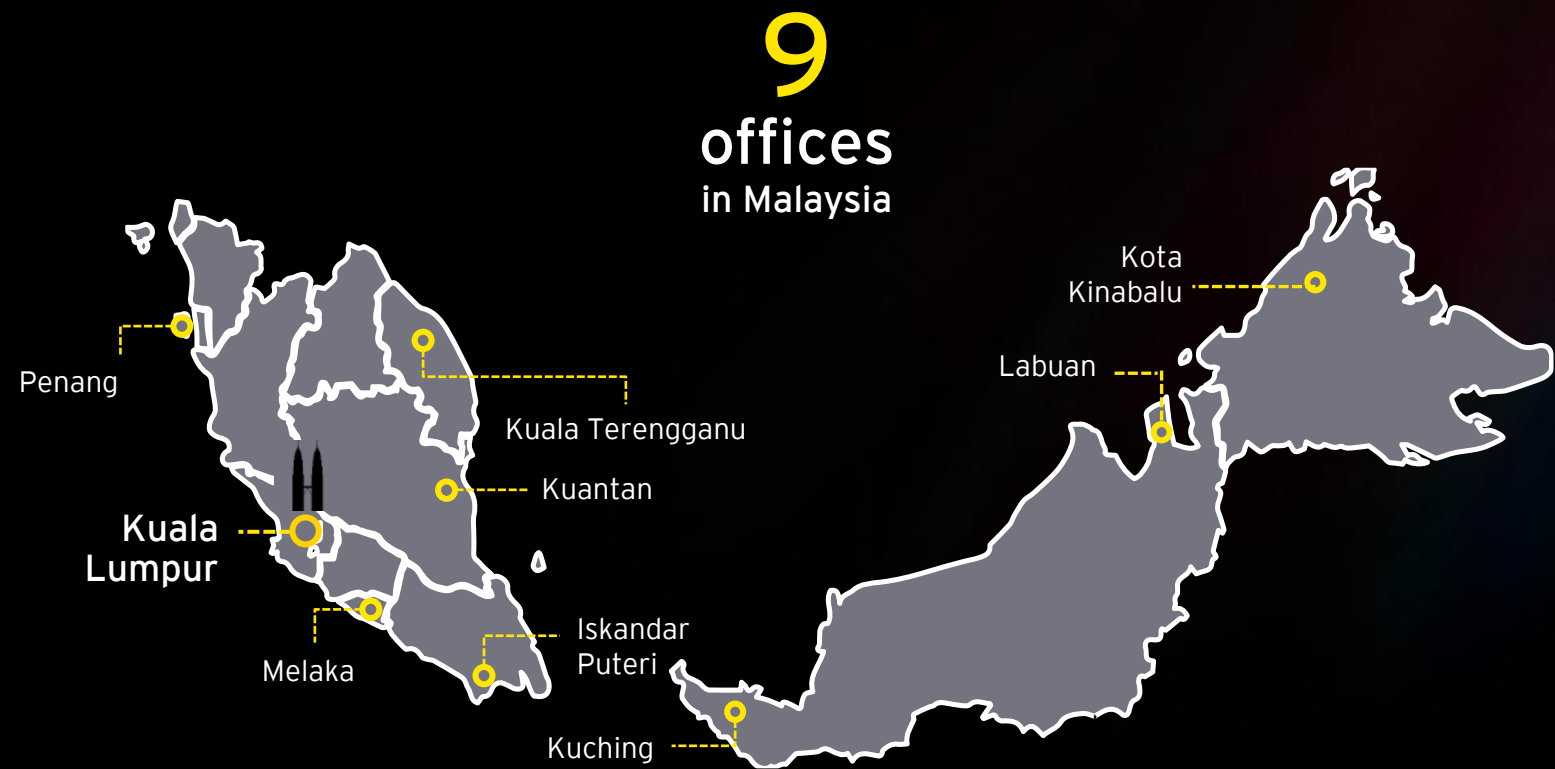 9
offices
in Malaysia
Penang
Kuala Terengganu
Kuantan
Kuala
Lumpur
Melaka
Iskandar
Puteri
Kuching
Kota
Kinabalu
Labuan